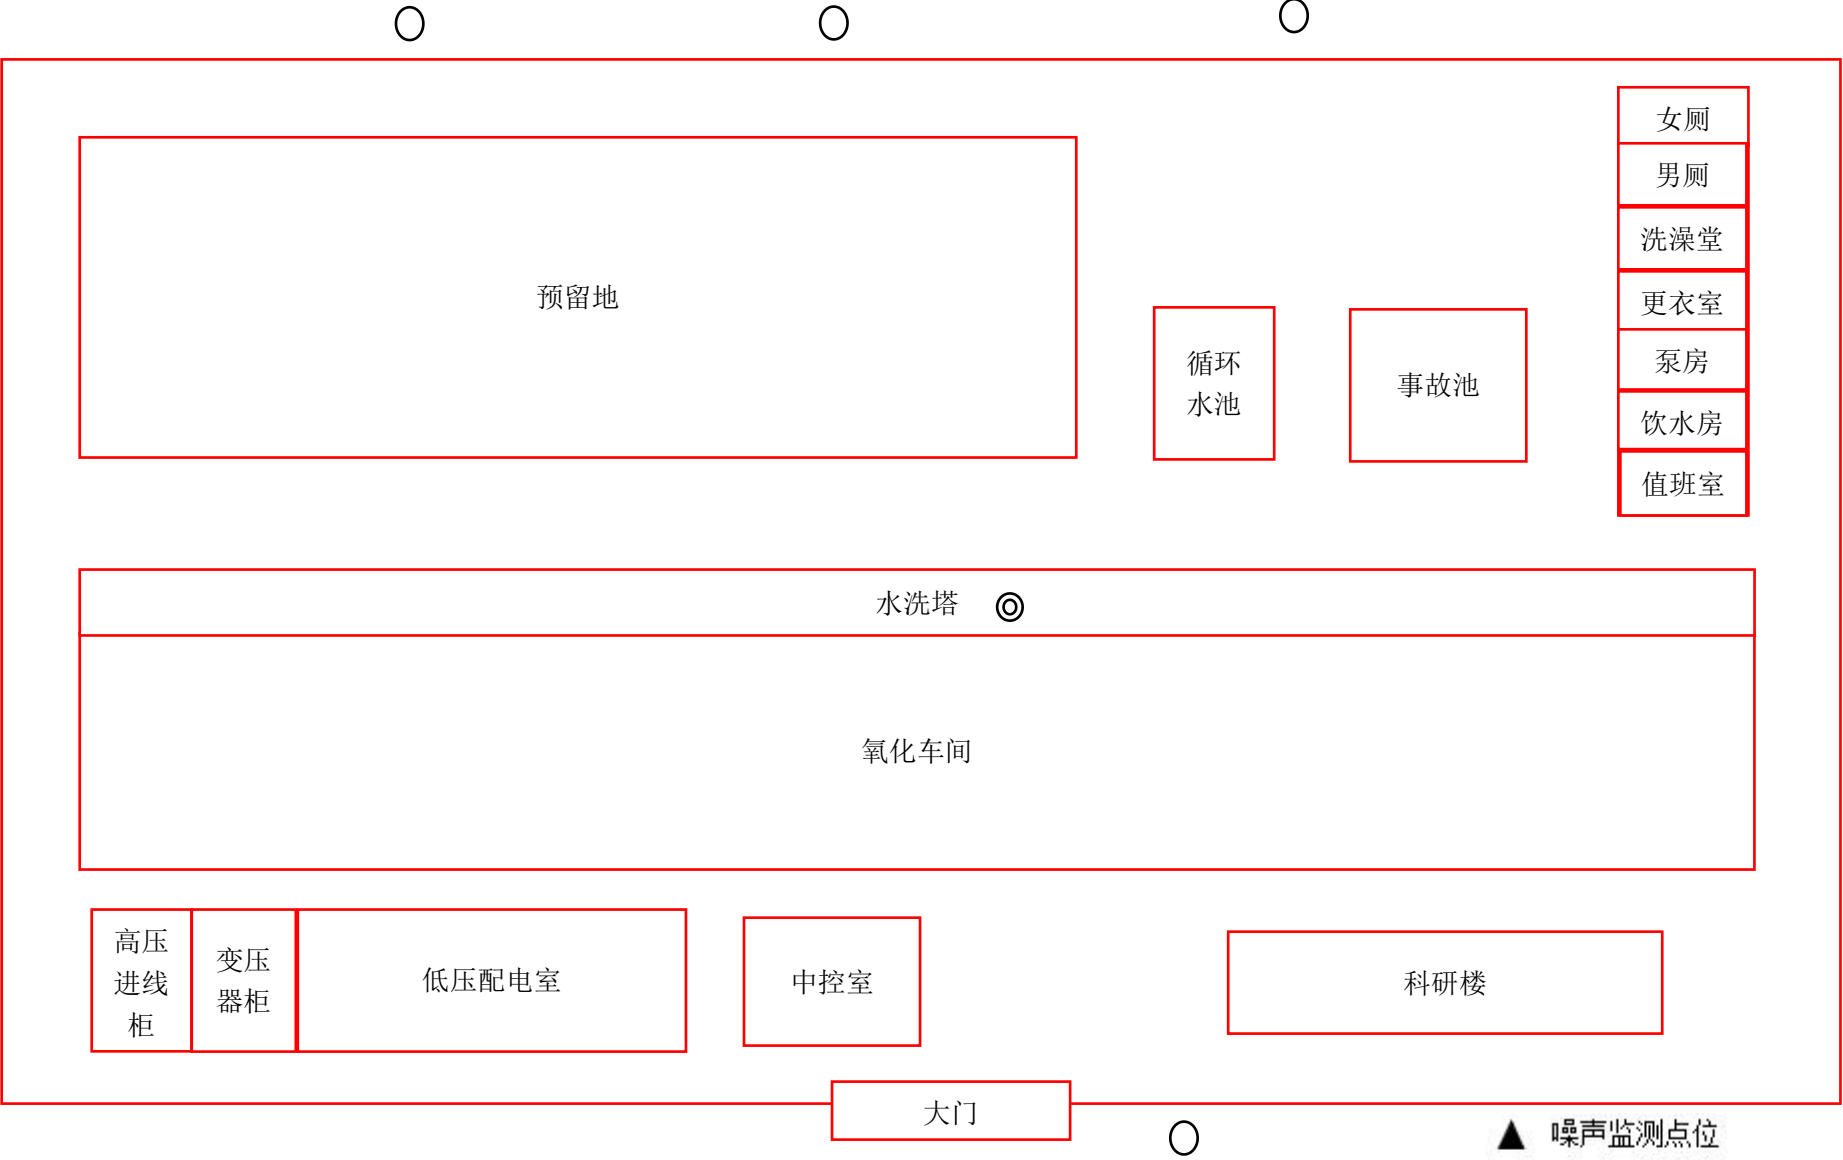 女厕
男厕
洗澡堂
更衣室
泵房
饮水房
值班室
预留地
循环
水池
事故池
水洗塔
氧化车间
高压
进线
柜
变压
器柜
低压配电室
中控室
科研楼
大门
▲ 噪声监测点位